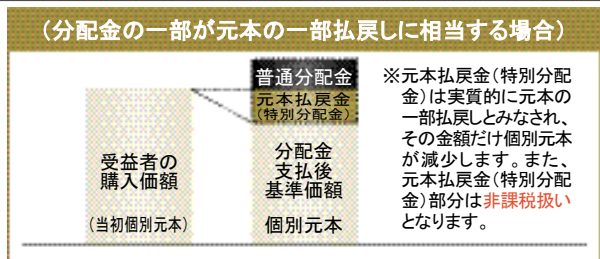 （分配金の一部が元本の一部払戻しに相当する場合）
受益者の
購入価額
（当初個別元本）
普通分配金
元本払戻金
（特別分配金）
分配金
支払後
基準価額
個別元本
※元本払戻金（特別分配
金）は実質的に元本の
一部払戻しとみなされ、
その金額だけ個別元本
が減少します。また、
元本払戻金（特別分配
金）部分は非課税扱い
となります。